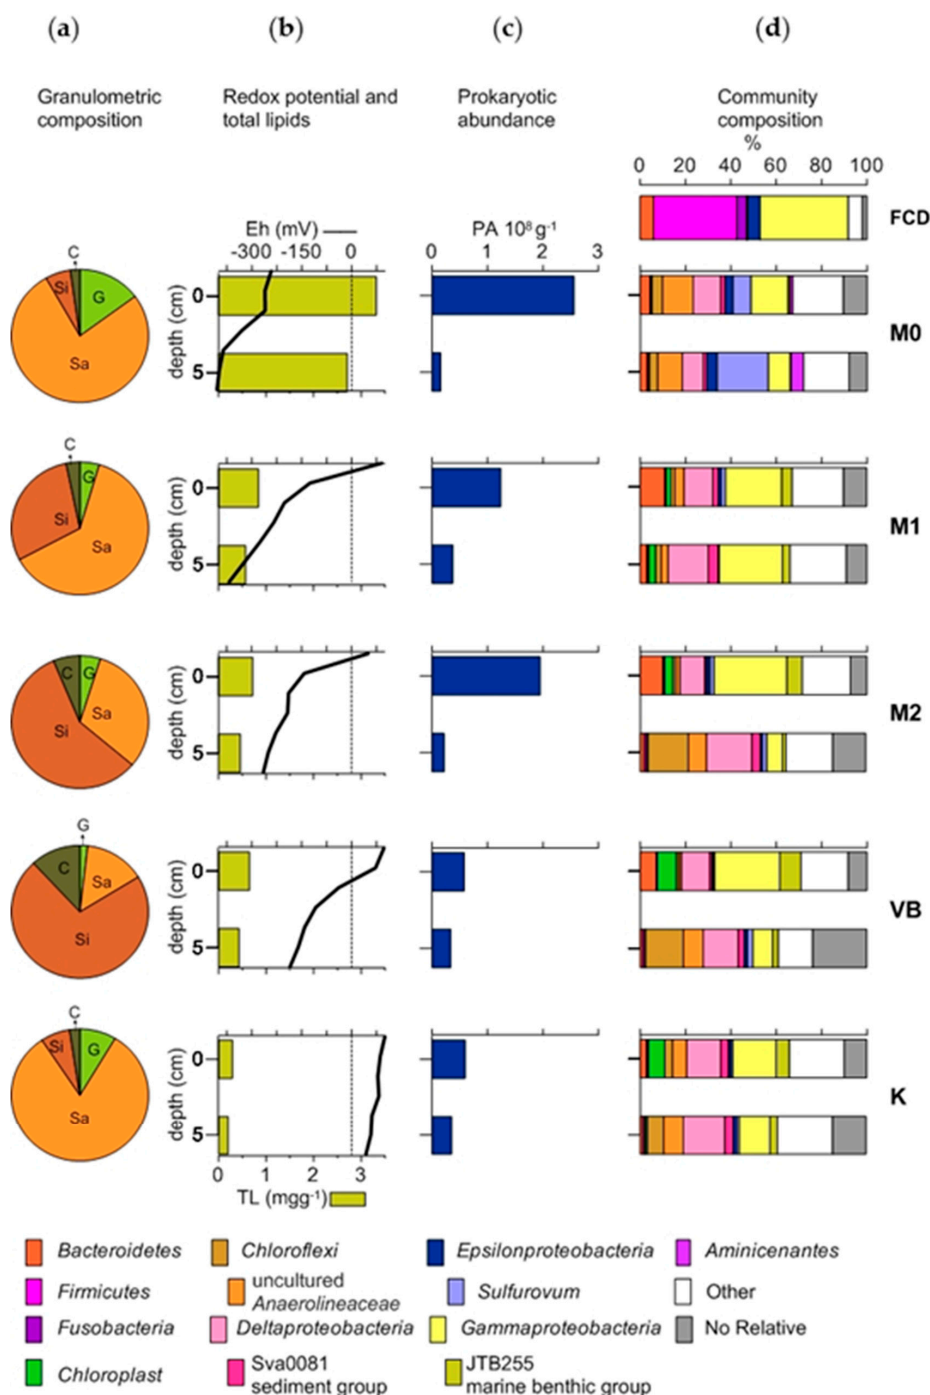 (a) (b) (c) (d)
Granulometric composition
Redox potential and total lipids
Prokaryotic abundance
Community composition
%
0 20 40 60 80 100
FCD
Eh (mV)
-300 -150 0
PA 10⁸ g⁻¹
0 1 2 3
C
Si
G
Sa
depth (cm)
0
5
M0
C
G
Si
Sa
depth (cm)
0
5
M1
C
G
Sa
Si
depth (cm)
0
5
M2
G
C
Sa
Si
depth (cm)
0
5
VB
C
Si
G
Sa
depth (cm)
0
5
K
0 1 2 3
TL (mgg⁻¹)
Bacteroidetes Chloroflexi Epsilonproteobacteria Aminicenantes
Firmicutes uncultured Anaerolineaceae Sulfurovum Other
Fusobacteria Deltaproteobacteria Gammaproteobacteria No Relative
Chloroplast Sva0081 sediment group JTB255 marine benthic group